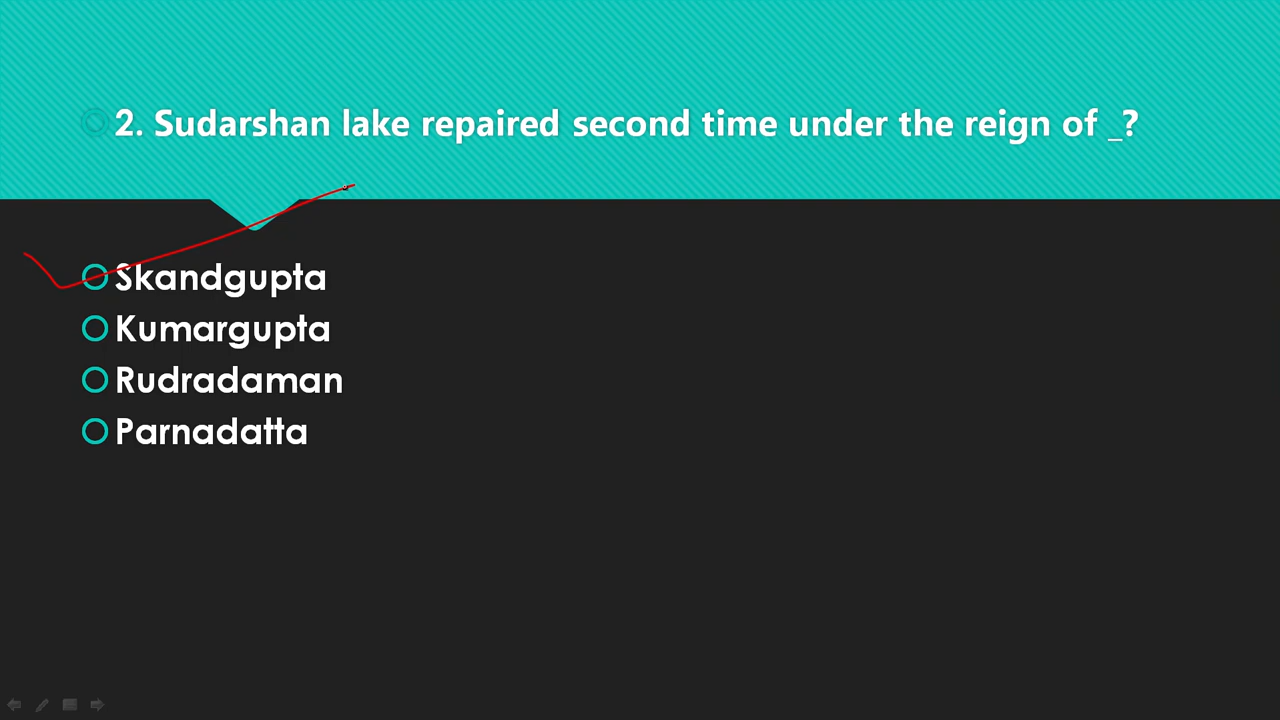 2. Sudarshan lake repaired second time under the reign of _?
Skandgupta
Kumargupta
Rudradaman
Parnadatta